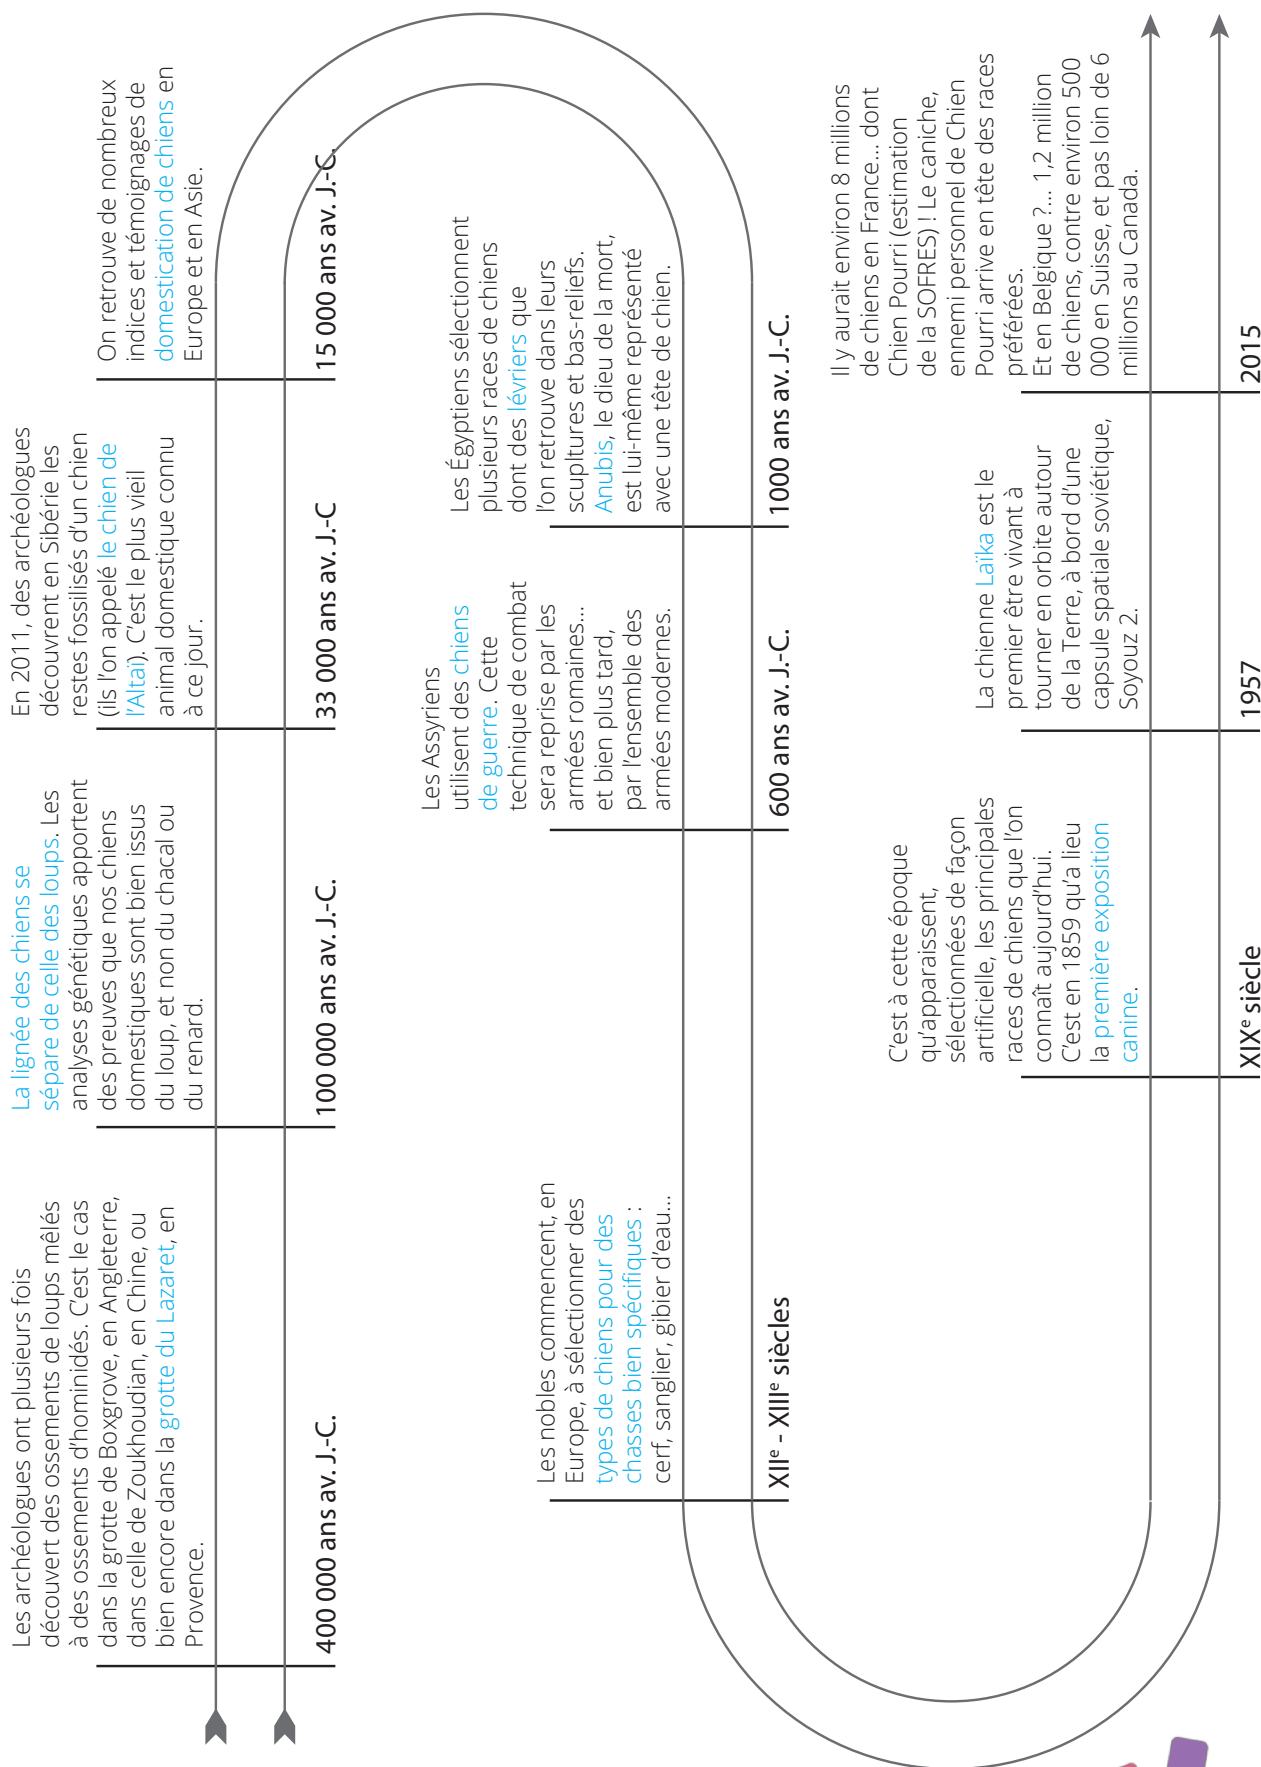 Les archéologues ont plusieurs fois
découvert des ossements de loups mêlés
à des ossements d'hominidés. C'est le cas
dans la grotte de Boxgrove, en Angleterre,
dans celle de Zoukhoudian, en Chine, ou
bien encore dans la grotte du Lazaret, en
Provence.
400 000 ans av. J.-C.
La lignée des chiens se
sépare de celle des loups. Les
analyses génétiques apportent
des preuves que nos chiens
domestiques sont bien issus
du loup, et non du chacal ou
du renard.
100 000 ans av. J.-C.
En 2011, des archéologues
découvrent en Sibérie les
restes fossilisés d'un chien
(ils l'on appelé le chien de
l'Altaï). C'est le plus vieil
animal domestique connu
à ce jour.
33 000 ans av. J.-C
On retrouve de nombreux
indices et témoignages de
domestication de chiens en
Europe et en Asie.
15 000 ans av. J.-C.
Les Égyptiens sélectionnent
plusieurs races de chiens
dont des lévriers que
l'on retrouve dans leurs
scupltures et bas-reliefs.
Anubis, le dieu de la mort,
est lui-même représenté
avec une tête de chien.
1000 ans av. J.-C.
Les Assyriens
utilisent des chiens
de guerre. Cette
technique de combat
sera reprise par les
armées romaines...
et bien plus tard,
par l'ensemble des
armées modernes.
600 ans av. J.-C.
Les nobles commencent, en
Europe, à sélectionner des
types de chiens pour des
chasses bien spécifiques :
cerf, sanglier, gibier d'eau...
XIIe - XIIIe siècles
C'est à cette époque
qu'apparaissent,
sélectionnées de façon
artificielle, les principales
races de chiens que l'on
connaît aujourd'hui.
C'est en 1859 qu'a lieu
la première exposition
canine.
XIXe siècle
La chienne Laïka est le
premier être vivant à
tourner en orbite autour
de la Terre, à bord d'une
capsule spatiale soviétique,
Soyouz 2.
1957
Il y aurait environ 8 millions
de chiens en France... dont
Chien Pourri (estimation
de la SOFRES) ! Le caniche,
ennemi personnel de Chien
Pourri arrive en tête des races
préférées.
Et en Belgique ?... 1,2 million
de chiens, contre environ 500
000 en Suisse, et pas loin de 6
millions au Canada.
2015